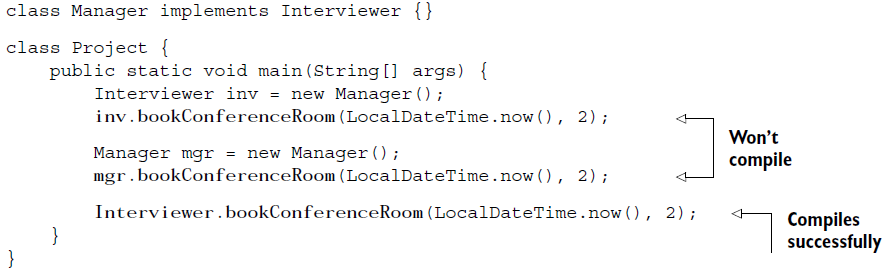 class Manager implements Interviewer {}
class Project {
    public static void main(String[] args) {
        Interviewer inv = new Manager();
        inv.bookConferenceRoom(LocalDateTime.now(), 2);
        Manager mgr = new Manager();
        mgr.bookConferenceRoom(LocalDateTime.now(), 2);
        Interviewer.bookConferenceRoom(LocalDateTime.now(), 2);
    }
}
Won't
compile
Compiles
successfully